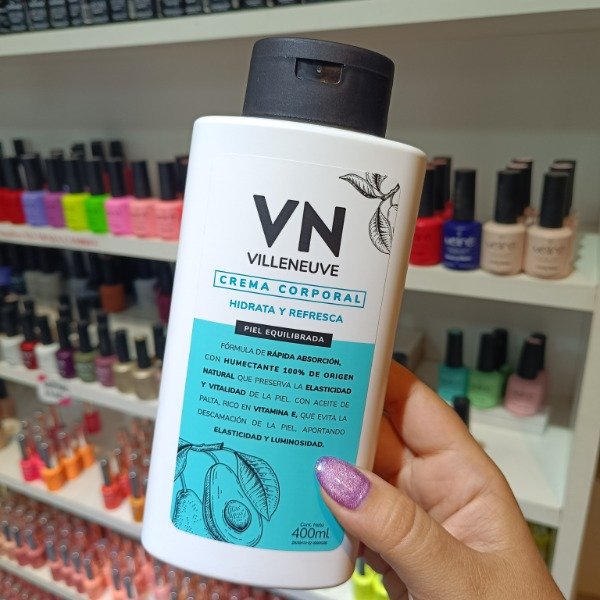 VN
VILLENEUVE
CREMA CORPORAL
HIDRATA Y REFRESCA
PIEL EQUILIBRADA
FÓRMULA DE RÁPIDA ABSORCIÓN,
CON HUMECTANTE 100% DE ORIGEN
NATURAL QUE PRESERVA LA ELASTICIDAD
Y VITALIDAD DE LA PIEL. CON ACEITE DE
PALTA, RICO EN VITAMINA E, QUE EVITA LA
DESCAMACIÓN DE LA PIEL, APORTANDO
ELASTICIDAD Y LUMINOSIDAD.
Cont. Neto
400mL